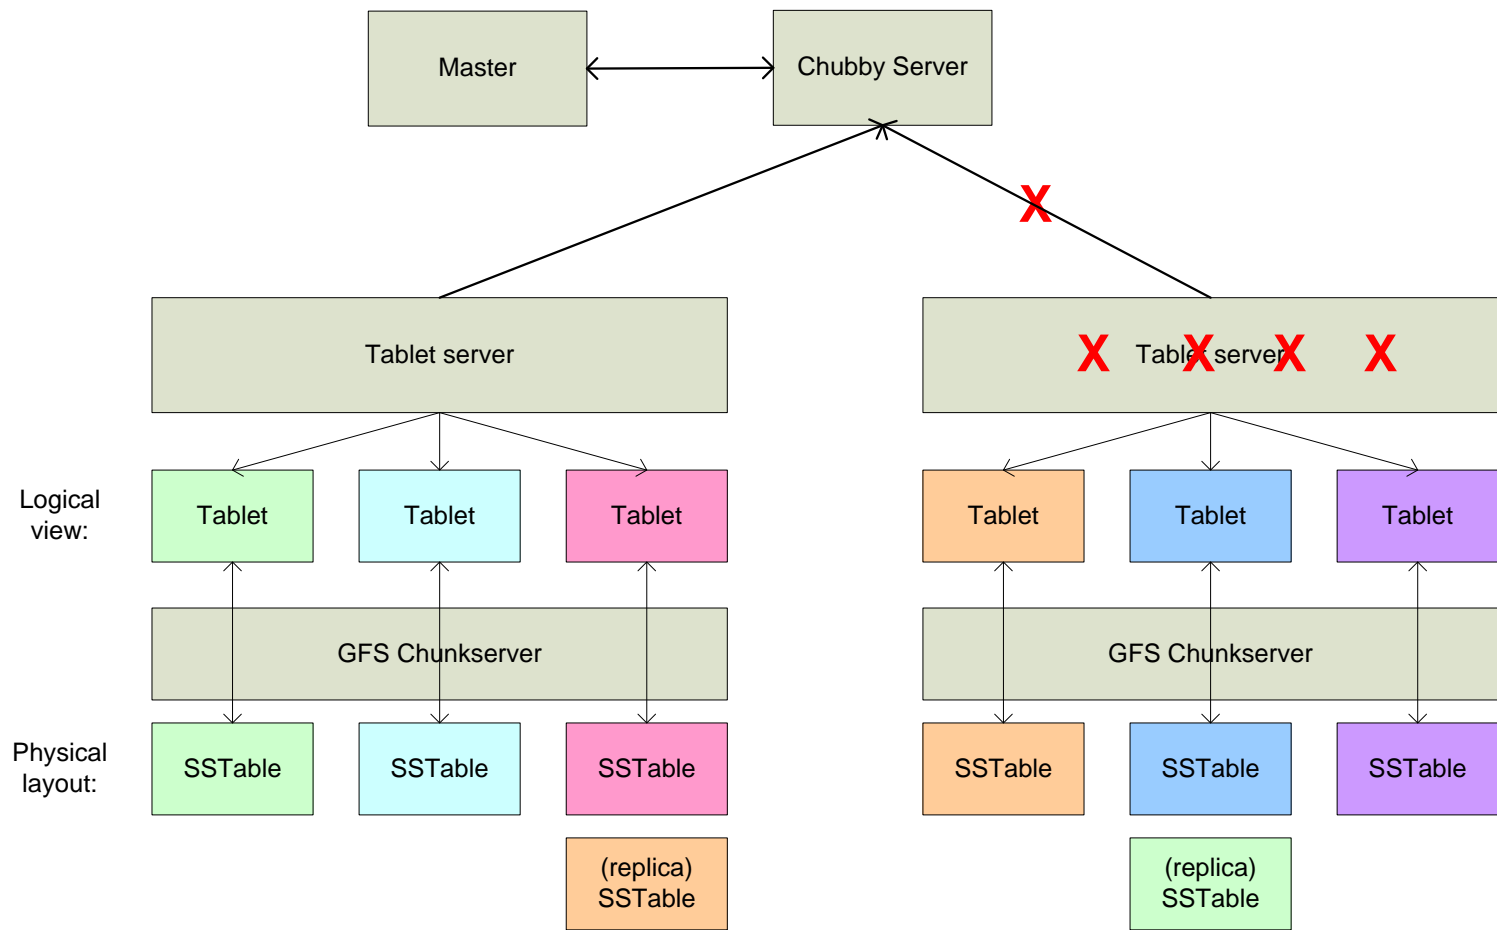 Master
Chubby Server
X
Tablet server
X X X X
Tablet server
Logical
view:
Tablet
Tablet
Tablet
Tablet
Tablet
Tablet
GFS Chunkserver
GFS Chunkserver
Physical
layout:
SSTable
SSTable
SSTable
SSTable
SSTable
SSTable
(replica)
SSTable
(replica)
SSTable